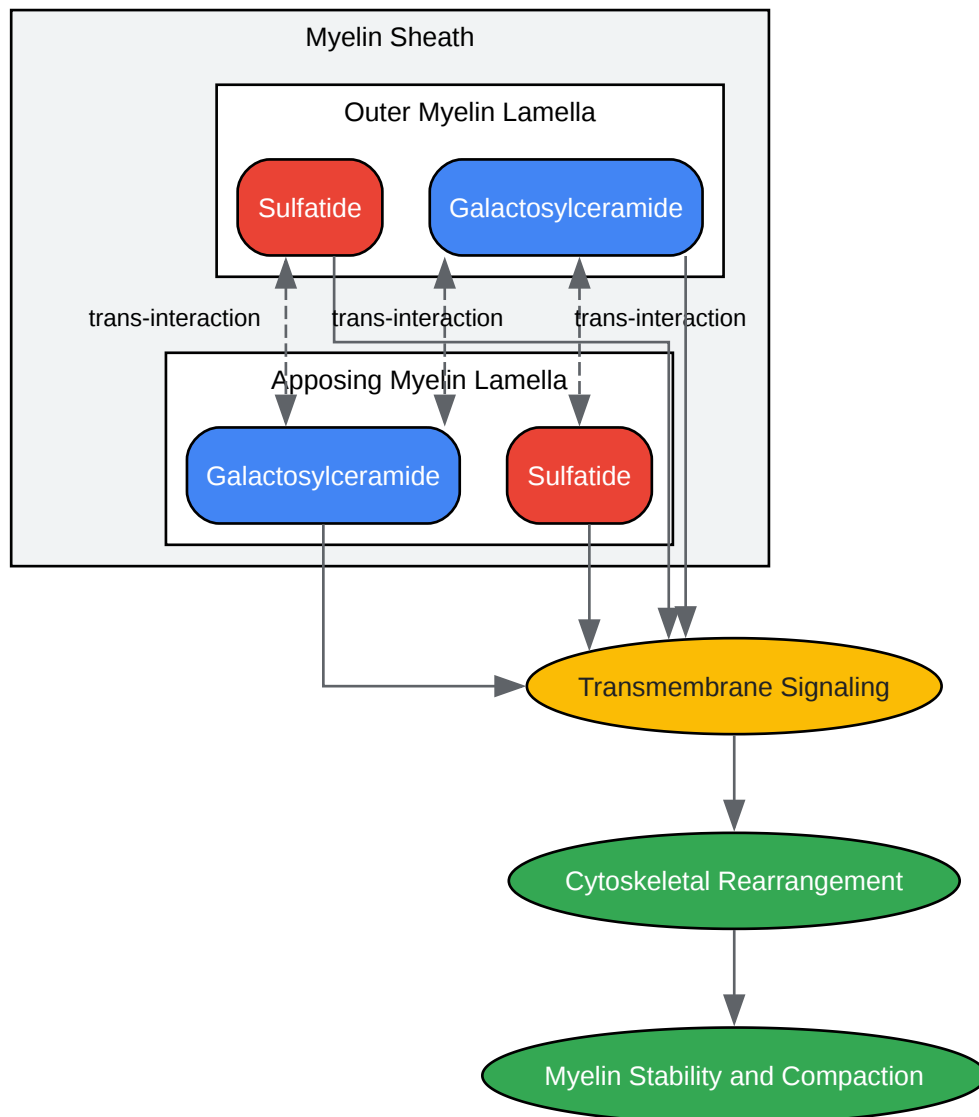 Myelin Sheath
Outer Myelin Lamella
Sulfatide
Galactosylceramide
trans-interaction
trans-interaction
trans-interaction
Apposing Myelin Lamella
Galactosylceramide
Sulfatide
Transmembrane Signaling
Cytoskeletal Rearrangement
Myelin Stability and Compaction